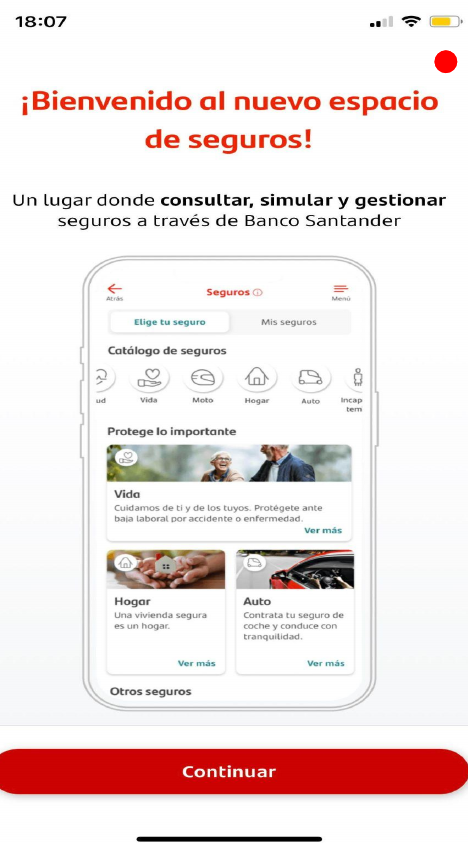 18:07
¡Bienvenido al nuevo espacio
de seguros!
Un lugar donde consultar, simular y gestionar
seguros a través de Banco Santander
Atrás
Seguros
Menú
Elige tu seguro
Mis seguros
Catálogo de seguros
ud
Vida
Moto
Hogar
Auto
Incap
tem
Protege lo importante
Vida
Cuidamos de ti y de los tuyos. Protégete ante
baja laboral por accidente o enfermedad.
Ver más
Hogar
Una vivienda segura
es un hogar.
Ver más
Auto
Contrata tu seguro de
coche y conduce con
tranquilidad.
Ver más
Otros seguros
Continuar